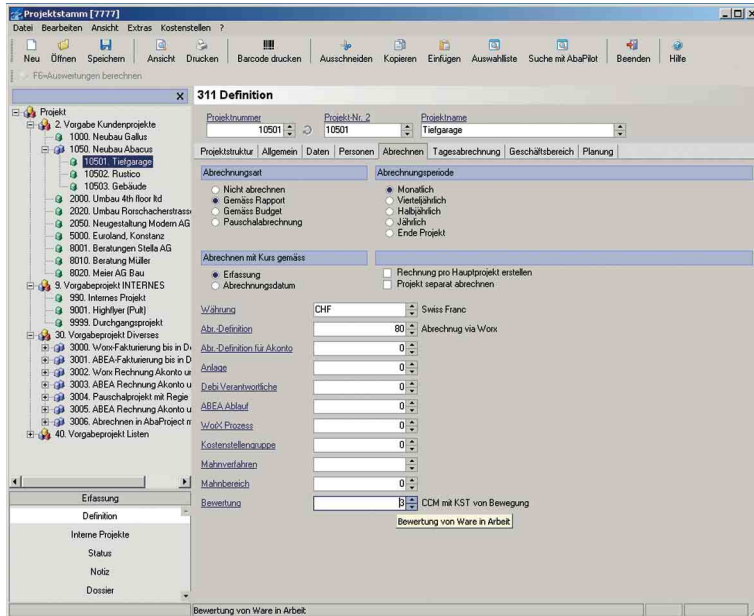 Projektstamm [7777]
Datei Bearbeiten Ansicht Extras Kostenstellen ?
Neu Öffnen Speichern Ansicht Drucken Barcode drucken Ausschneiden Kopieren Einfügen Auswahlliste Suche mit AbaPilot Beenden Hilfe
F6=Auswertungen berechnen
311 Definition
Projekt
2. Vorgabe Kundenprojekte
1000. Neubau Gallus
1050. Neubau Abacus
10501. Tiefgarage
10502. Rustico
10503. Gebäude
2000. Umbau 4th floor ltd
2020. Umbau Rorschacherstrasse
2050. Neugestaltung Modern AG
5000. Euroland, Konstanz
8001. Beratungen Stella AG
8010. Beratung Müller
8020. Meier AG Bau
9. Vorgabeprojekt INTERNES
990. Internes Projekt
9001. Highflyer (Pult)
9999. Durchgangsprojekt
30. Vorgabeprojekt Diverses
3000. Worx-Fakturierung bis in De
3001. ABEA-Fakturierung bis in D
3002. Worx Rechnung Akonto un
3003. ABEA Rechnung Akonto u
3004. Pauschalprojekt mit Regie
3005. ABEA Rechnung Akonto u
3006. Abrechnen in AbaProject m
40. Vorgabeprojekt Listen
Erfassung
Definition
Interne Projekte
Status
Notiz
Dossier
Projektnummer Projekt-Nr. 2 Projektname
10501 10501 Tiefgarage
Projektstruktur Allgemein Daten Personen Abrechnen Tagesabrechnung Geschäftsbereich Planung
Abrechnungsart
Nicht abrechnen
Gemäss Rapport
Gemäss Budget
Pauschalabrechnung
Abrechnungsperiode
Monatlich
Vierteljährlich
Halbjährlich
Jährlich
Ende Projekt
Abrechnen mit Kurs gemäss
Erfassung
Abrechnungsdatum
Rechnung pro Hauptprojekt erstellen
Projekt separat abrechnen
Währung CHF Swiss Franc
Abr.-Definition 80 Abrechnug via Worx
Abr.-Definition für Akonto 0
Anlage 0
Debi Verantwortliche 0
ABEA Ablauf 0
WorX Prozess 0
Kostenstellengruppe 0
Mahnverfahren
Mahnbereich 0
Bewertung 3 CCM mit KST von Bewegung
Bewertung von Ware in Arbeit
Bewertung von Ware in Arbeit